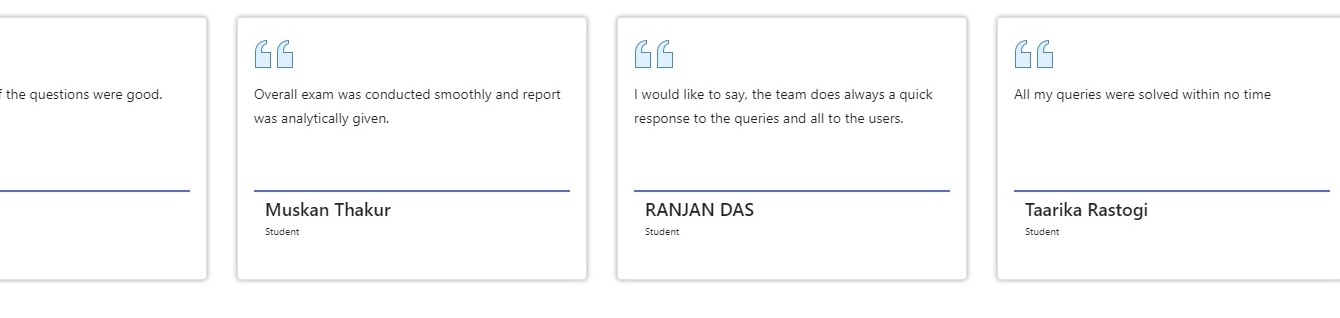 the questions were good.
Overall exam was conducted smoothly and report
was analytically given.
Muskan Thakur
Student
I would like to say, the team does always a quick
response to the queries and all to the users.
RANJAN DAS
Student
All my queries were solved within no time
Taarika Rastogi
Student